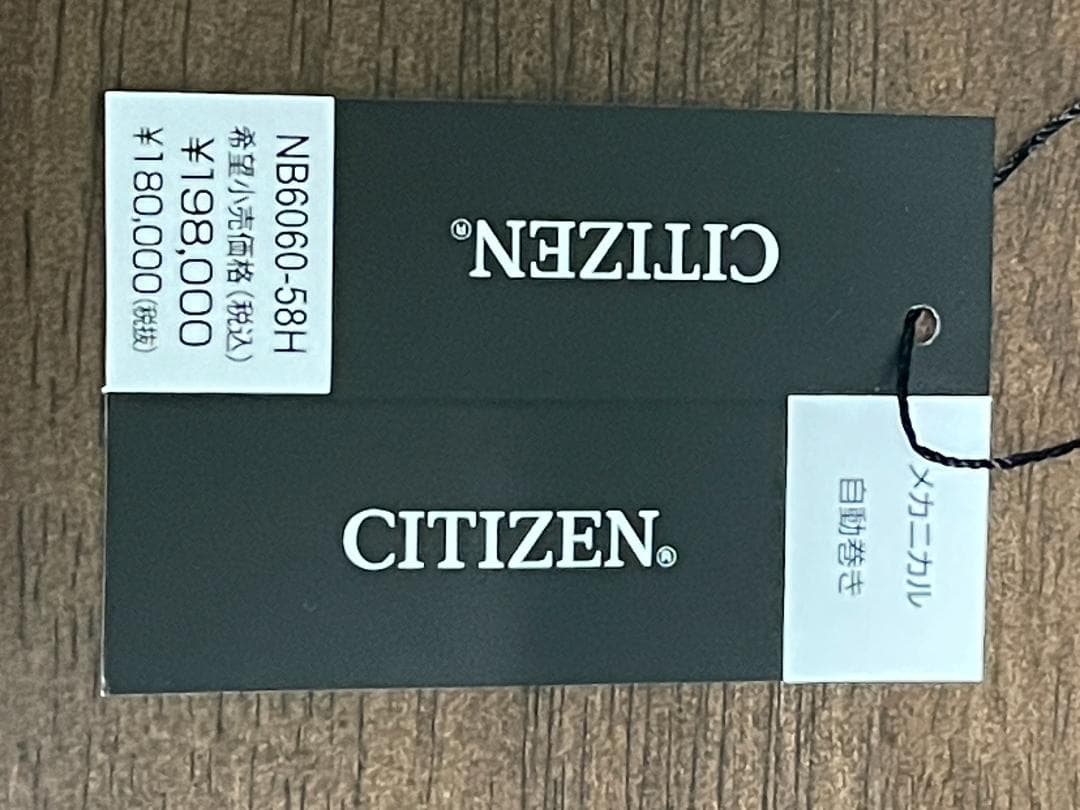 NB6060-58H
希望小売価格(税込)
¥198,000
¥180,000(税抜)
CITIZEN®
CITIZEN®
メカニカル
自動巻き